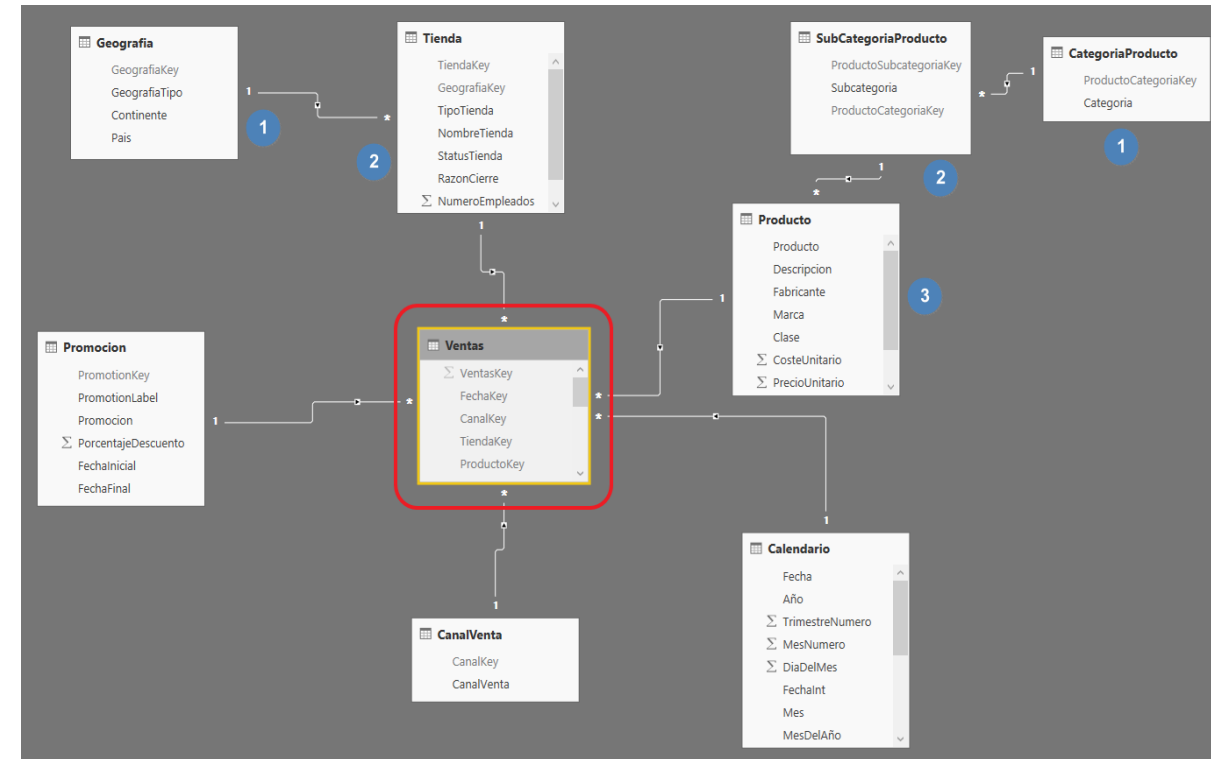 Geografia
GeografiaKey
GeografiaTipo
Continente
Pais
1
*
1
Tienda
TiendaKey
GeografiaKey
TipoTienda
NombreTienda
StatusTienda
RazonCierre
Σ NumeroEmpleados
2
1
*
SubCategoriaProducto
ProductoSubcategoriaKey
Subcategoria
ProductoCategoriaKey
* 1
2
1
*
CategoriaProducto
ProductoCategoriaKey
Categoria
1
Producto
Producto
Descripcion
Fabricante
Marca
Clase
Σ CosteUnitario
Σ PrecioUnitario
3
1
*
Ventas
Σ VentasKey
FechaKey
CanalKey
TiendaKey
ProductoKey
Promocion
PromotionKey
PromotionLabel
Promocion
Σ PorcentajeDescuento
FechaInicial
FechaFinal
1
*
*
1
CanalVenta
CanalKey
CanalVenta
*
1
Calendario
Fecha
Año
Σ TrimestreNumero
Σ MesNumero
Σ DiaDelMes
FechaInt
Mes
MesDelAño